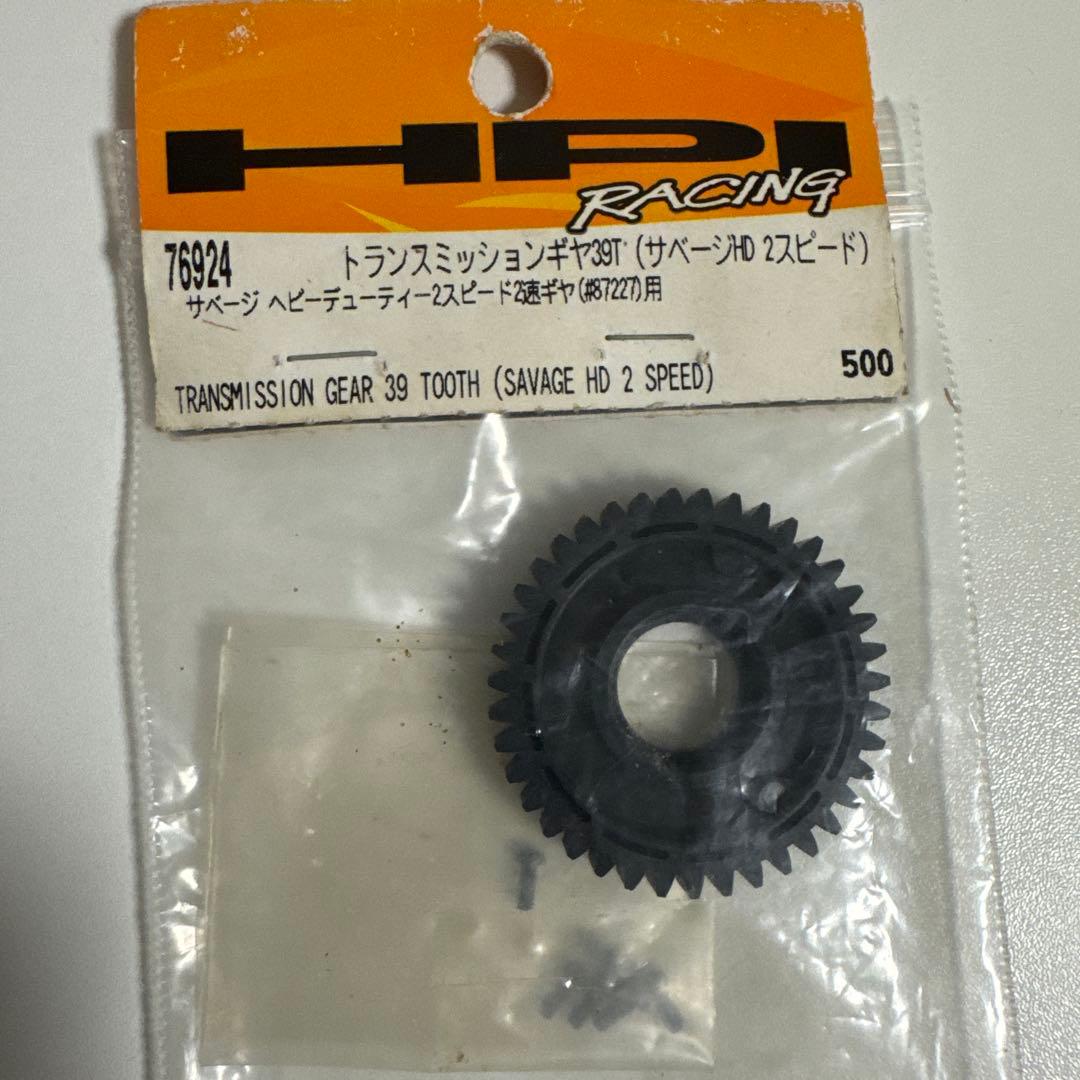 HPI
RACING
76924 トランスミッションギヤ39T (サベージHD 2スピード)
サベージ ヘビーデューティー2スピード2速ギヤ(#87227)用
500
TRANSMISSION GEAR 39 TOOTH (SAVAGE HD 2 SPEED)